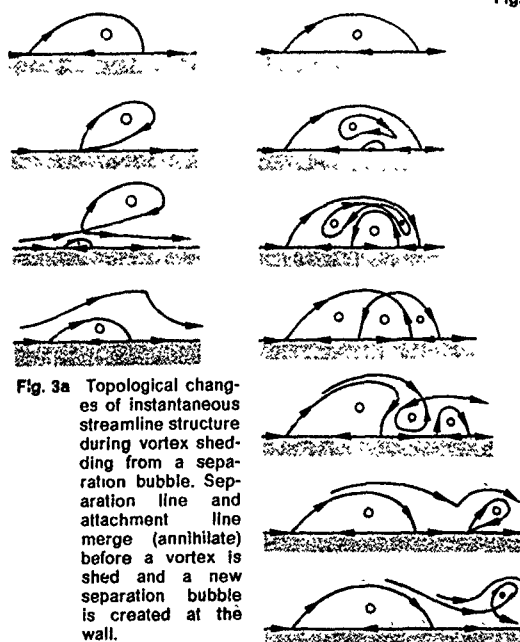 Fig.
Fig. 3a Topological chang-
es of instantaneous
streamline structure
during vortex shed-
ding from a sepa-
ration bubble. Sep-
aration line and
attachment line
merge (annihilate)
before a vortex is
shed and a new
separation bubble
is created at the
wall.